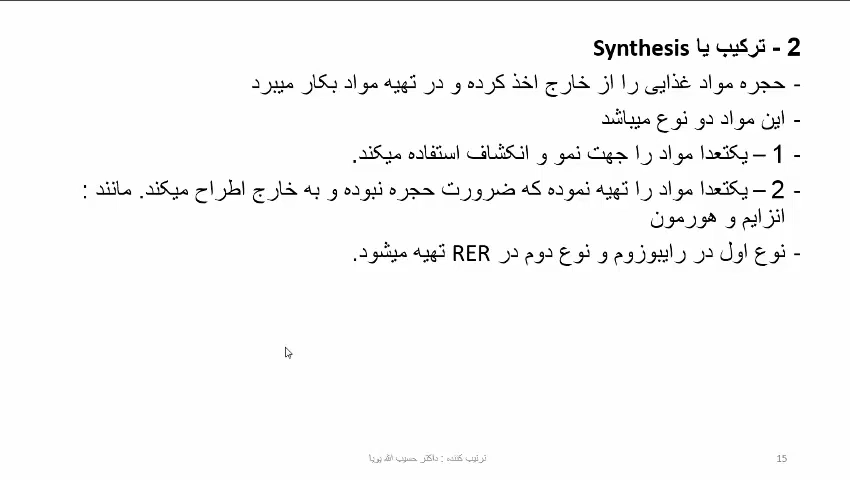 2 - ترکیب یا Synthesis
- حجره مواد غذایی را از خارج اخذ کرده و در تهیه مواد بکار میبرد
- این مواد دو نوع میباشد
- 1 – یکتعدا مواد را جهت نمو و انکشاف استفاده میکند.
- 2 – یکتعدا مواد را تهیه نموده که ضرورت حجره نبوده و به خارج اطراح میکند. مانند :
انزایم و هورمون
- نوع اول در رایبوزوم و نوع دوم در RER تهیه میشود.
ترتیب کننده : داکتر حسیب الله پویا
15